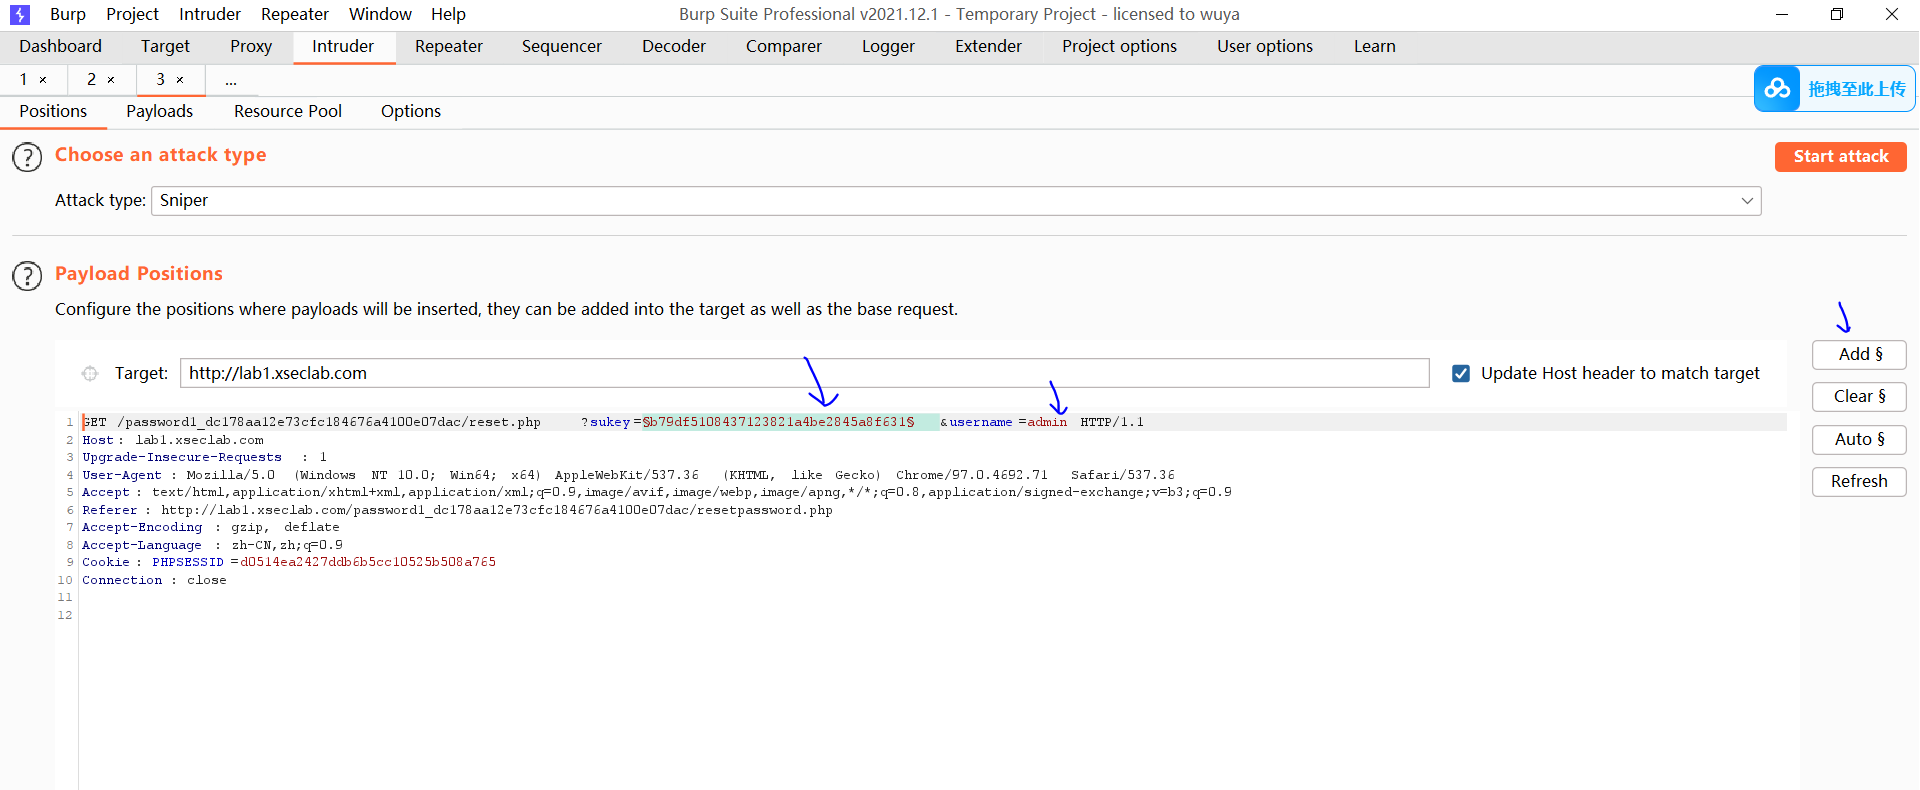 Burp Project Intruder Repeater Window Help Burp Suite Professional v2021.12.1 - Temporary Project - licensed to wuya
Dashboard Target Proxy Intruder Repeater Sequencer Decoder Comparer Logger Extender Project options User options Learn
1 × 2 × 3 × ...
拖拽至此上传
Positions Payloads Resource Pool Options
? Choose an attack type
Start attack
Attack type: Sniper
? Payload Positions
Configure the positions where payloads will be inserted, they can be added into the target as well as the base request.
Target: http://lab1.xseclab.com Update Host header to match target
Add §
Clear §
Auto §
Refresh
1 GET /password1_dc178aa12e73cfc184676a4100e07dac/reset.php ?sukey=§b79df5108437123821a4be2845a8f631§ &username =admin HTTP/1.1
2 Host : lab1.xseclab.com
3 Upgrade-Insecure-Requests : 1
4 User-Agent : Mozilla/5.0 (Windows NT 10.0; Win64; x64) AppleWebKit/537.36 (KHTML, like Gecko) Chrome/97.0.4692.71 Safari/537.36
5 Accept : text/html,application/xhtml+xml,application/xml;q=0.9,image/avif,image/webp,image/apng,*/*;q=0.8,application/signed-exchange;v=b3;q=0.9
6 Referer : http://lab1.xseclab.com/password1_dc178aa12e73cfc184676a4100e07dac/resetpassword.php
7 Accept-Encoding : gzip, deflate
8 Accept-Language : zh-CN,zh;q=0.9
9 Cookie : PHPSESSID =d0514ea2427ddb6b5cc10525b508a765
10 Connection : close
11
12